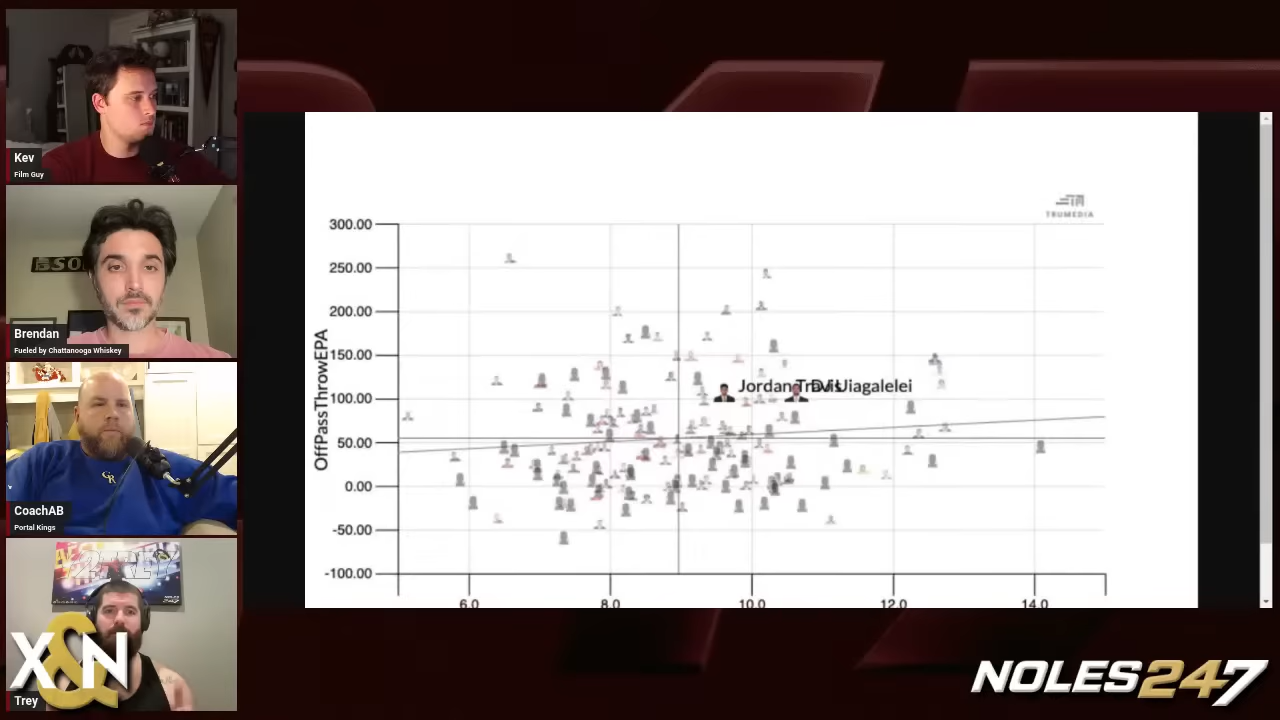 Kev
Film Guy
Brendan
Fueled by Chattanooga Whiskey
CoachAB
Portal Kings
X&N
Trey
TRUMEDIA
OffPassThrowEPA
300.00
250.00
200.00
150.00
100.00
50.00
0.00
-50.00
-100.00
Jordan Travis
DJ Uiagalelei
6.0
8.0
10.0
12.0
14.0
NOLES247